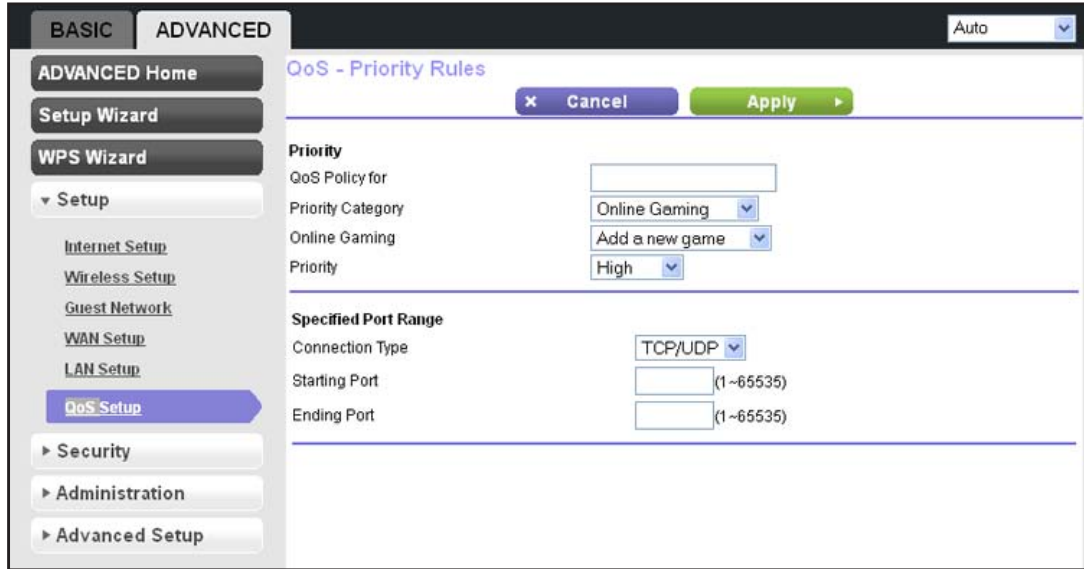 BASIC
ADVANCED
Auto
ADVANCED Home
Setup Wizard
WPS Wizard
Setup
Internet Setup
Wireless Setup
Guest Network
WAN Setup
LAN Setup
QoS Setup
Security
Administration
Advanced Setup
QoS - Priority Rules
Cancel
Apply
Priority
QoS Policy for
Priority Category Online Gaming
Online Gaming Add a new game
Priority High
Specified Port Range
Connection Type TCP/UDP
Starting Port (1~65535)
Ending Port (1~65535)